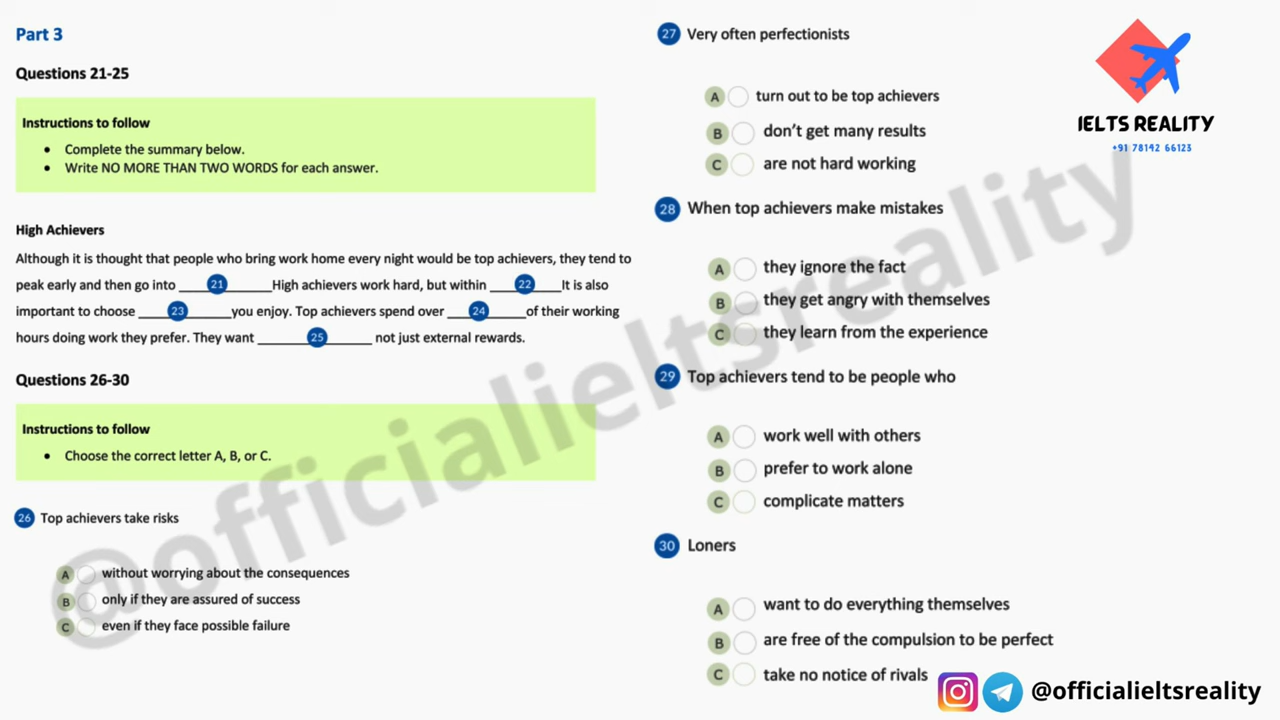 Part 3
Questions 21-25
Instructions to follow
• Complete the summary below.
• Write NO MORE THAN TWO WORDS for each answer.
High Achievers
Although it is thought that people who bring work home every night would be top achievers, they tend to
peak early and then go into ______21______High achievers work hard, but within ____22____It is also
important to choose _____23_____you enjoy. Top achievers spend over ____24____of their working
hours doing work they prefer. They want ______25______ not just external rewards.
Questions 26-30
Instructions to follow
• Choose the correct letter A, B, or C.
26 Top achievers take risks
A without worrying about the consequences
B only if they are assured of success
C even if they face possible failure
27 Very often perfectionists
A turn out to be top achievers
B don't get many results
C are not hard working
28 When top achievers make mistakes
A they ignore the fact
B they get angry with themselves
C they learn from the experience
29 Top achievers tend to be people who
A work well with others
B prefer to work alone
C complicate matters
30 Loners
A want to do everything themselves
B are free of the compulsion to be perfect
C take no notice of rivals
IELTS REALITY
+91 78142 66123
@officialieltsreality
@officialieltsreality